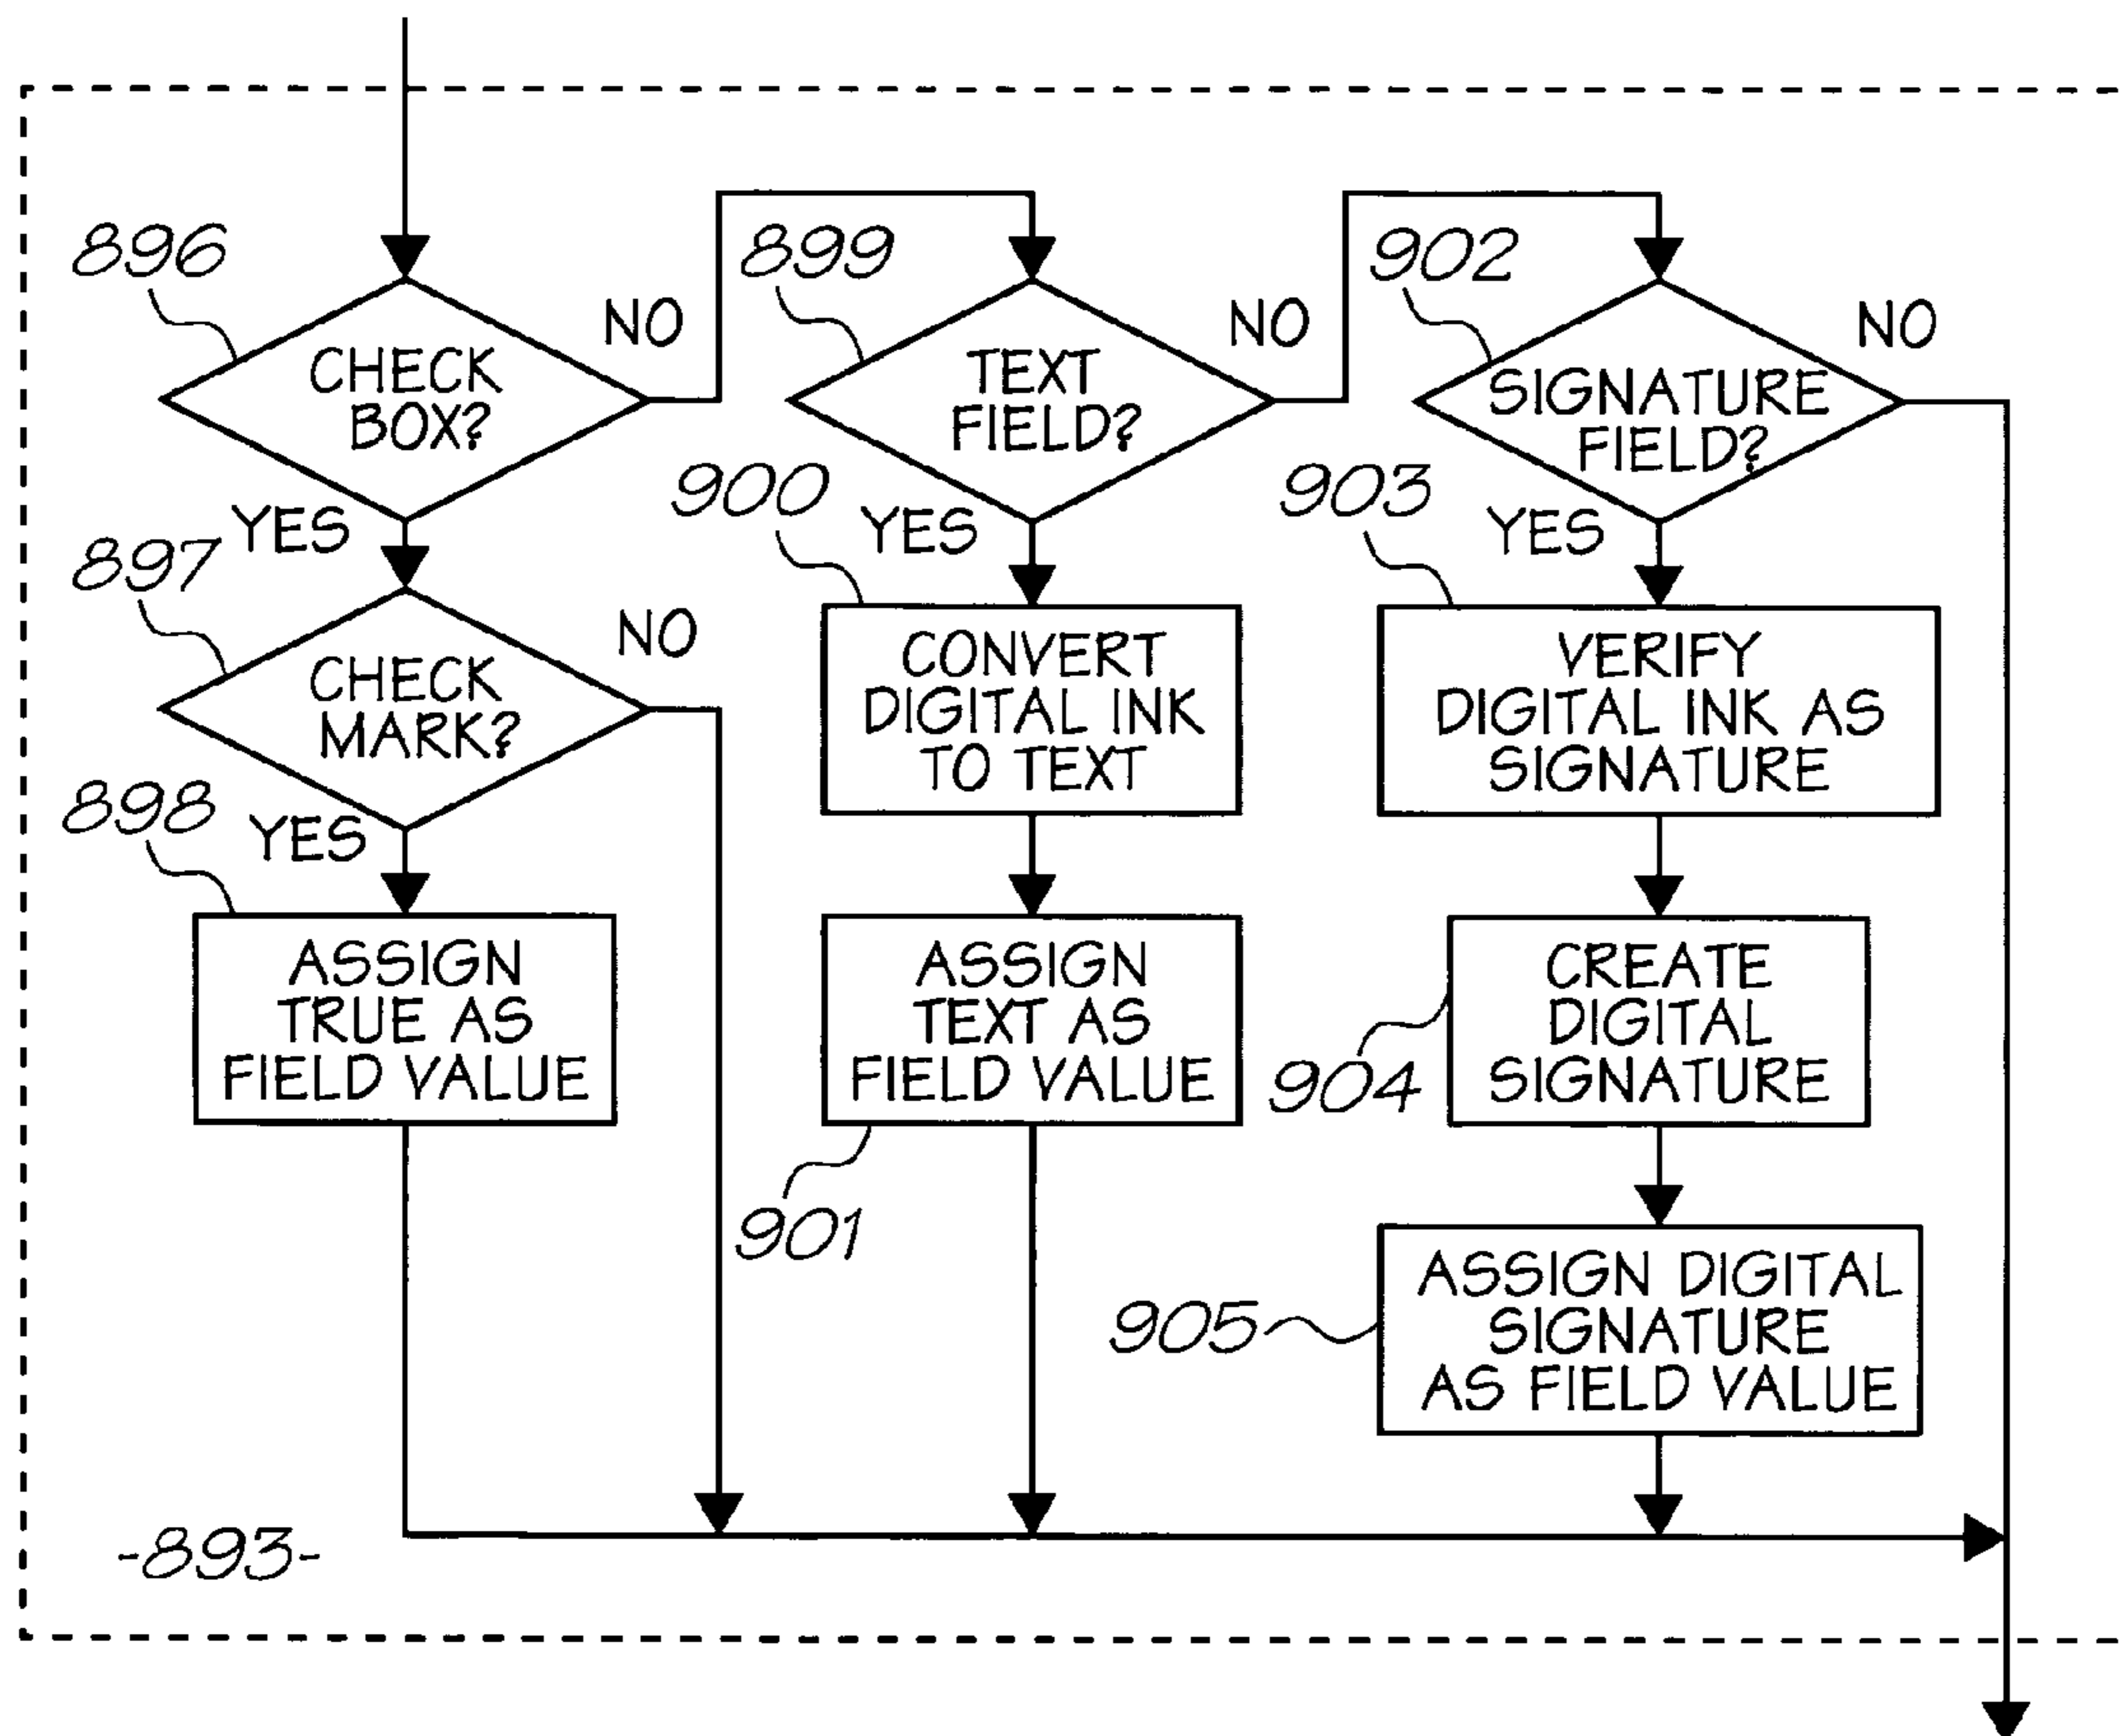 896
CHECK
BOX?
NO
YES
897
CHECK
MARK?
NO
YES
898
ASSIGN
TRUE AS
FIELD VALUE
899
TEXT
FIELD?
NO
YES
900
CONVERT
DIGITAL INK
TO TEXT
ASSIGN
TEXT AS
FIELD VALUE
901
902
SIGNATURE
FIELD?
NO
YES
903
VERIFY
DIGITAL INK AS
SIGNATURE
CREATE
DIGITAL
SIGNATURE
904
ASSIGN DIGITAL
SIGNATURE
AS FIELD VALUE
905
-893-